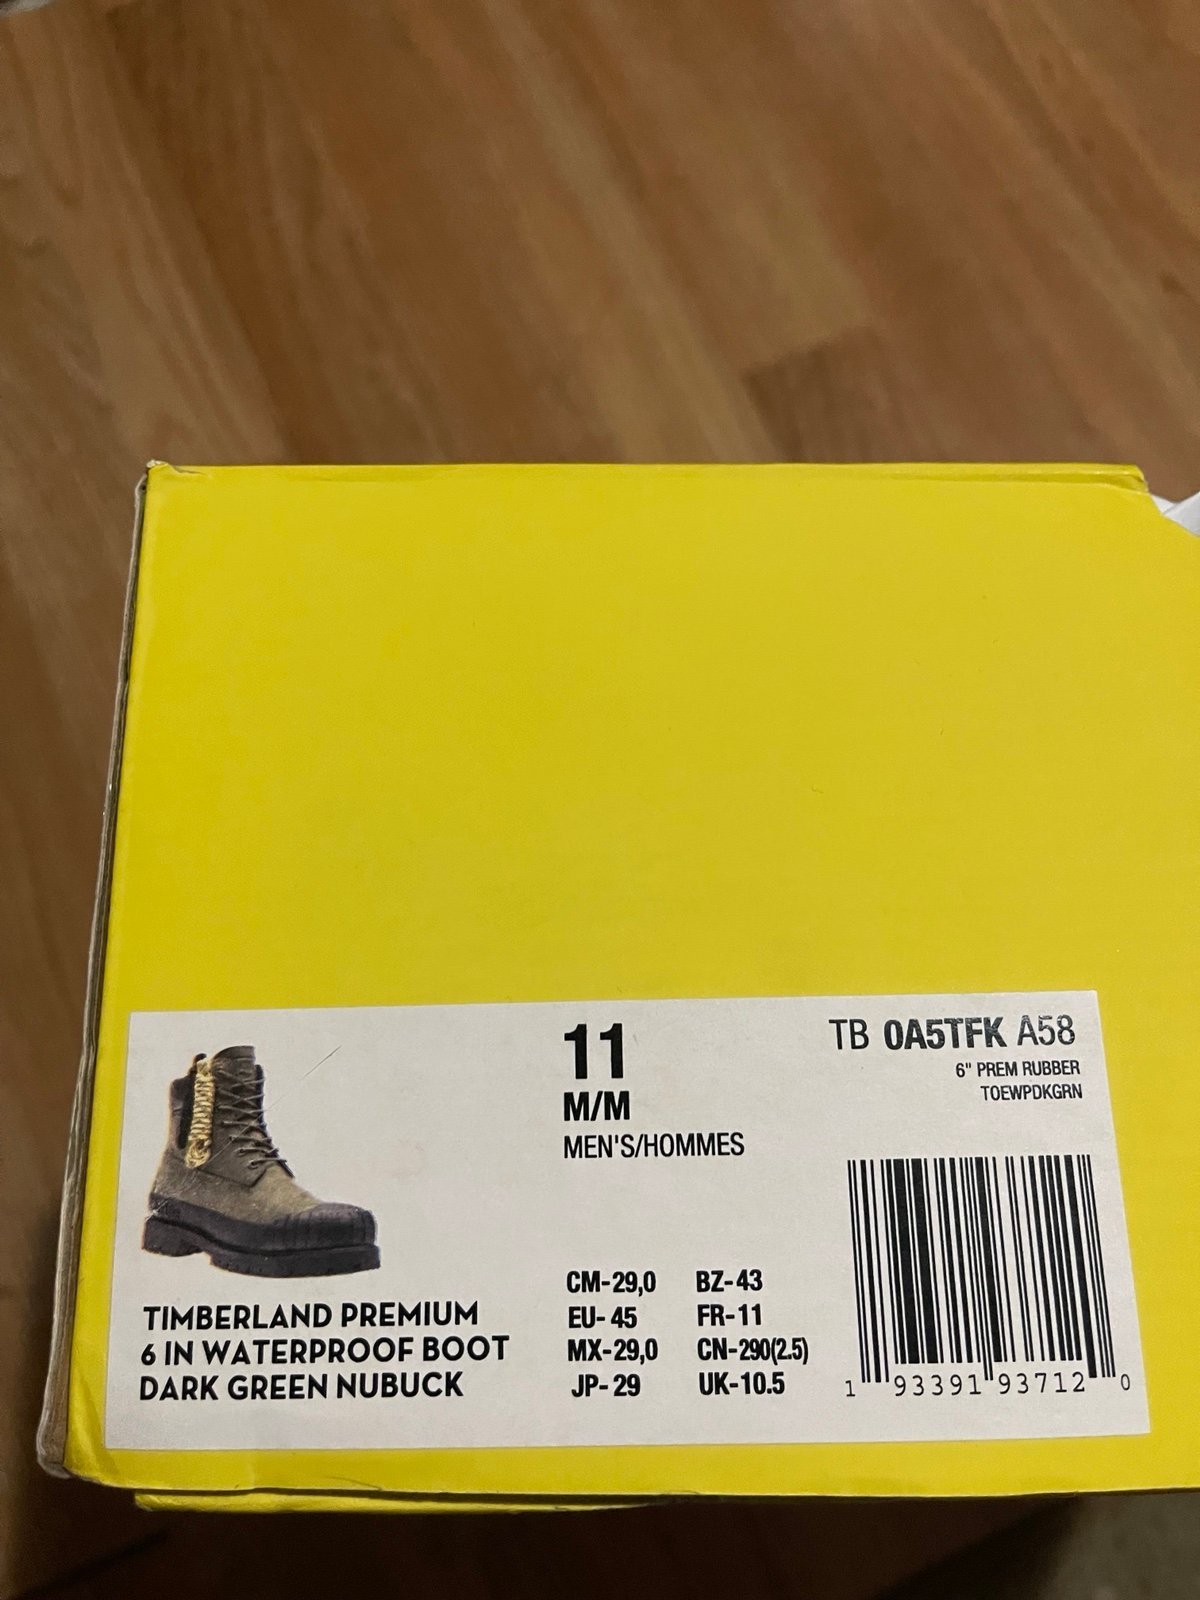 11
M/M
MEN'S/HOMMES
TB 0A5TFK A58
6" PREM RUBBER
TOEWPDKGRN
TIMBERLAND PREMIUM
6 IN WATERPROOF BOOT
DARK GREEN NUBUCK
CM-29,0 BZ-43
EU-45 FR-11
MX-29,0 CN-290(2.5)
JP-29 UK-10.5
1 93391 93712 0